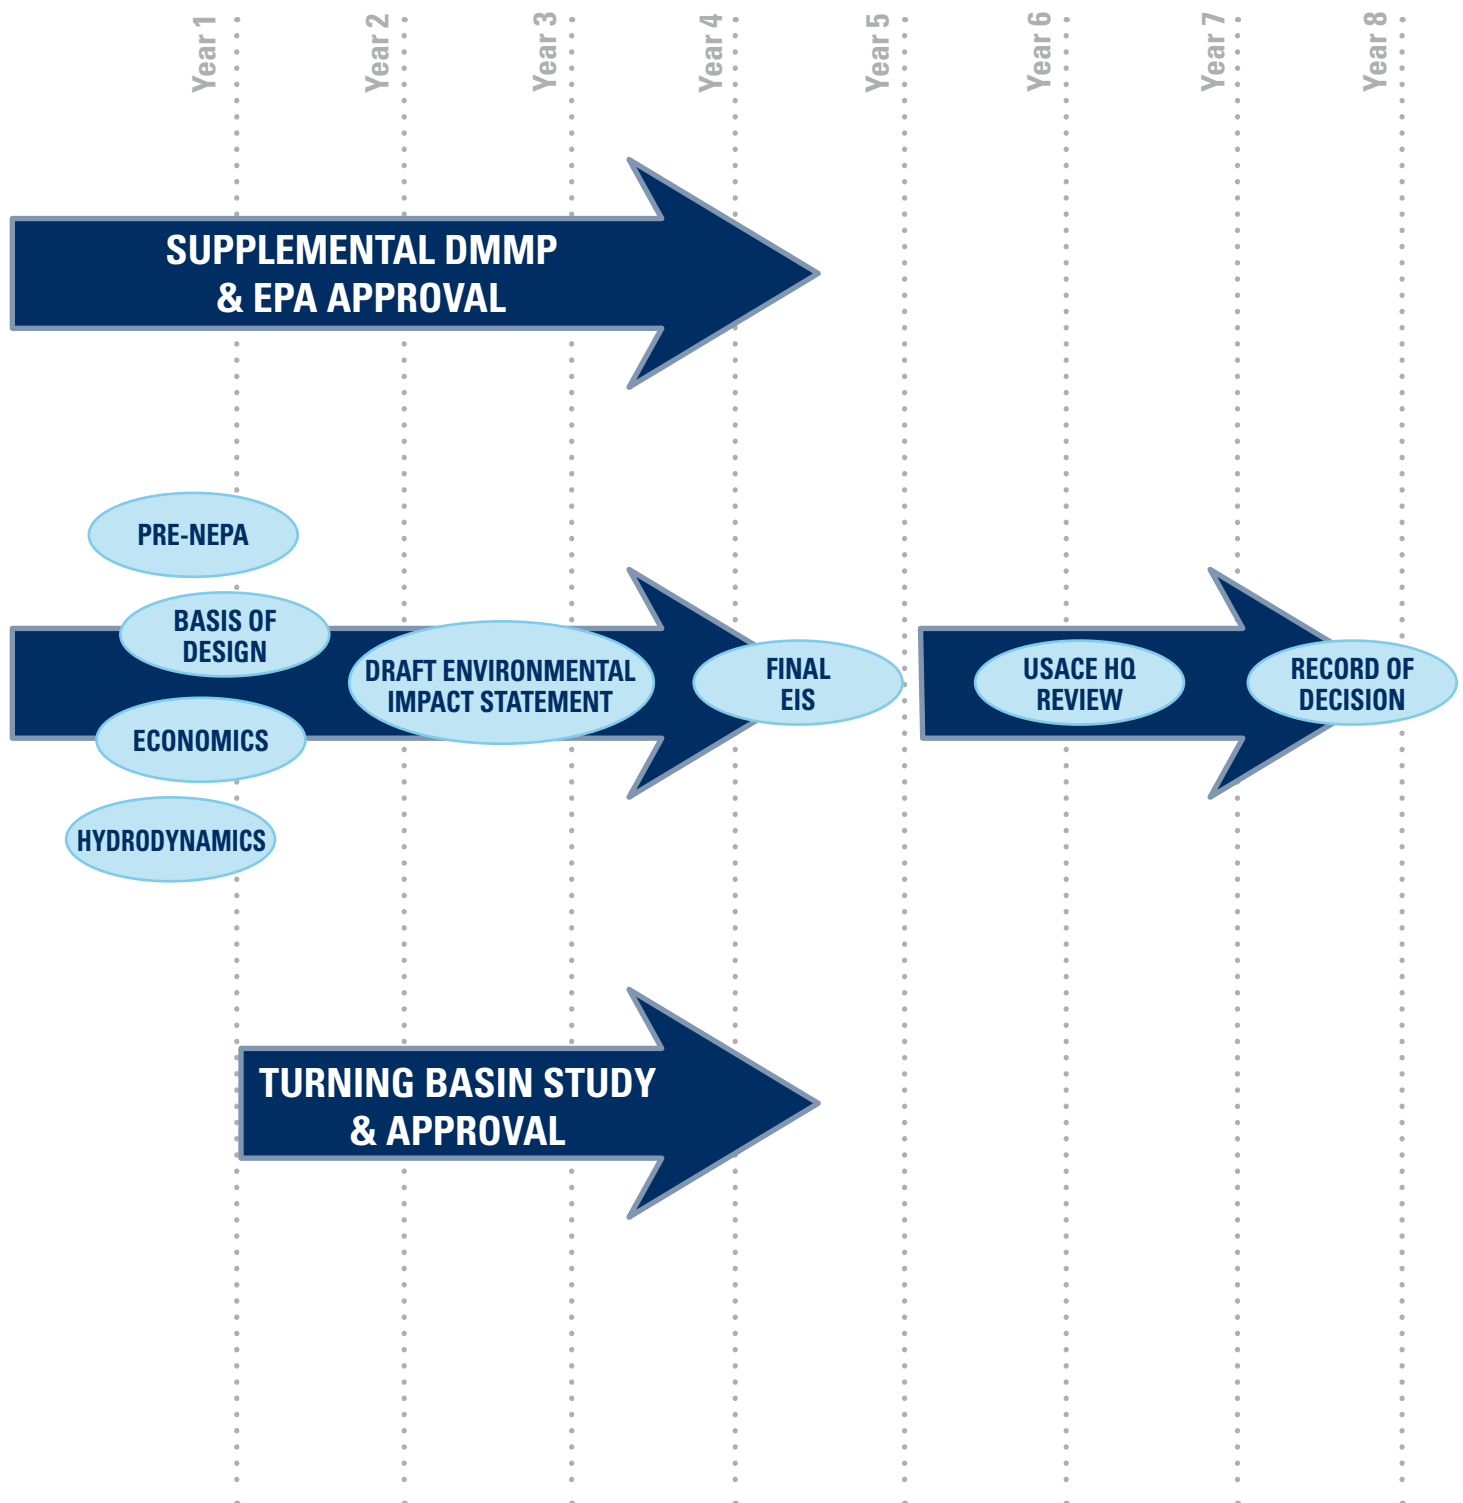 Year 1
Year 2
Year 3
Year 4
Year 5
Year 6
Year 7
Year 8
SUPPLEMENTAL DMMP
& EPA APPROVAL
PRE-NEPA
BASIS OF
DESIGN
DRAFT ENVIRONMENTAL
IMPACT STATEMENT
FINAL
EIS
USACE HQ
REVIEW
RECORD OF
DECISION
ECONOMICS
HYDRODYNAMICS
TURNING BASIN STUDY
& APPROVAL